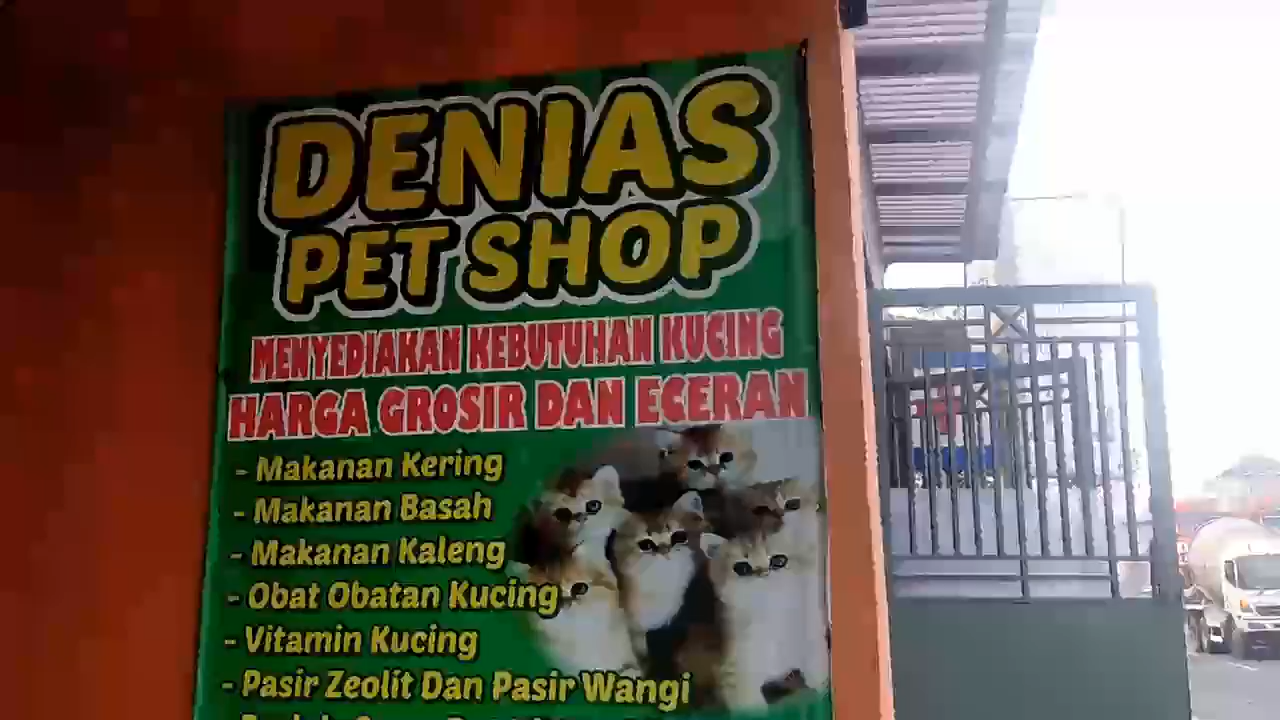 DENIAS
PET SHOP
MENYEDIAKAN KEBUTUHAN KUCING
HARGA GROSIR DAN ECERAN
- Makanan Kering
- Makanan Basah
- Makanan Kaleng
- Obat Obatan Kucing
- Vitamin Kucing
- Pasir Zeolit Dan Pasir Wangi